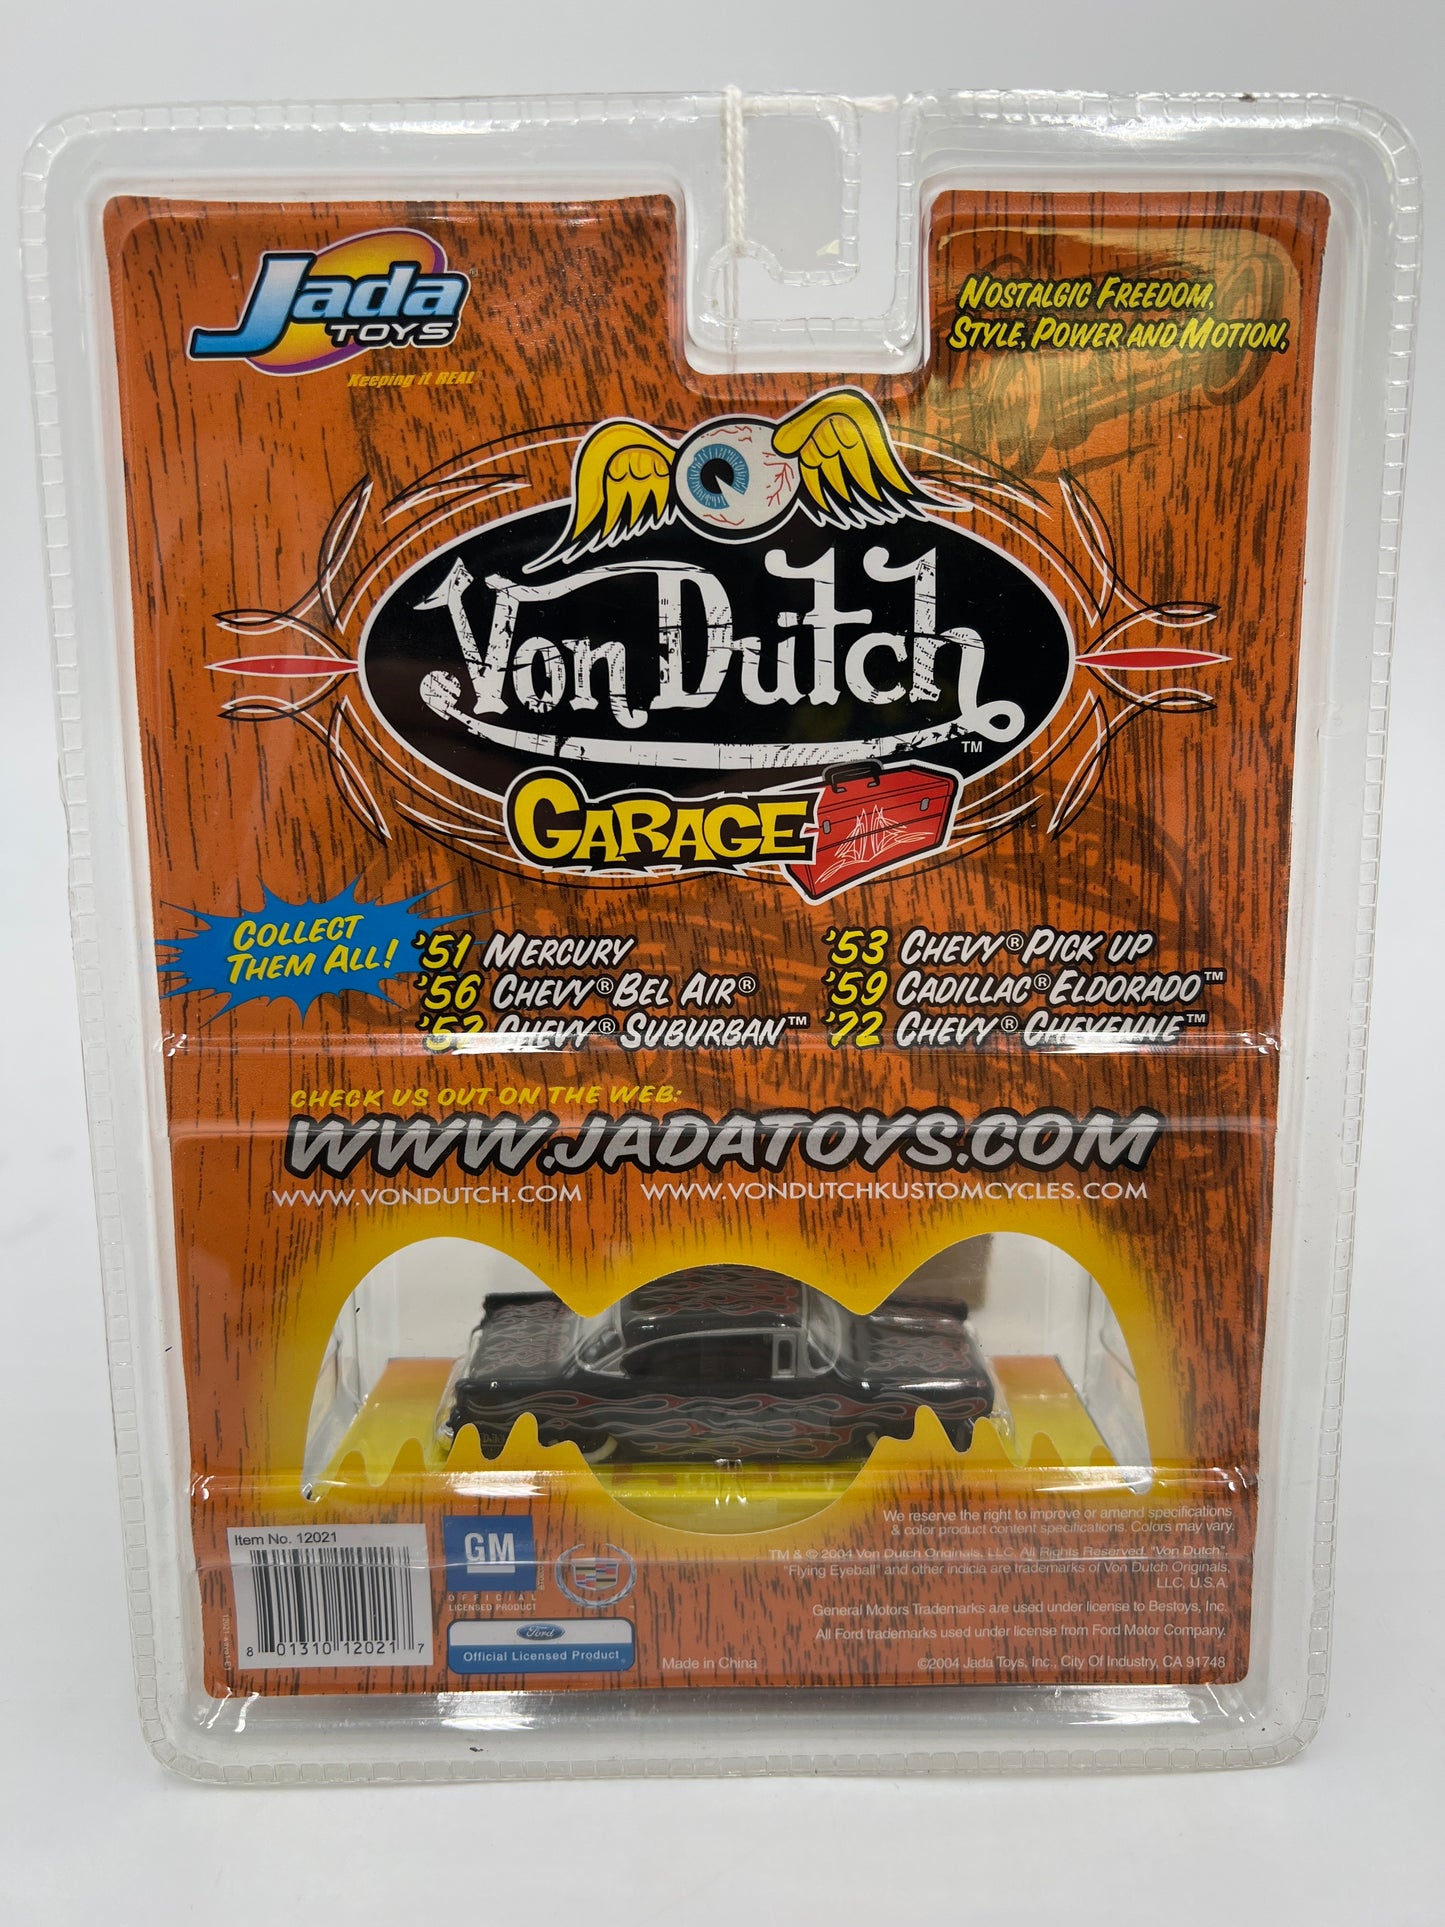 Jada®
TOYS
Keeping it REAL™
NOSTALGIC FREEDOM,
STYLE, POWER AND MOTION.
Von Dutch
™
GARAGE
COLLECT
THEM ALL!
'51 MERCURY
'56 CHEVY® BEL AIR®
'57 CHEVY® SUBURBAN™
'53 CHEVY® PICK UP
'59 CADILLAC® ELDORADO™
'72 CHEVY® CHEYENNE™
CHECK US OUT ON THE WEB:
WWW.JADATOYS.COM
WWW.VONDUTCH.COM WWW.VONDUTCHKUSTOMCYCLES.COM
We reserve the right to improve or amend specifications
& color product content specifications. Colors may vary.
TM & © 2004 Von Dutch Originals, LLC. All Rights Reserved. "Von Dutch",
"Flying Eyeball" and other indicia are trademarks of Von Dutch Originals,
LLC, U.S.A.
General Motors Trademarks are used under license to Bestoys, Inc.
All Ford trademarks used under license from Ford Motor Company.
Made in China ©2004 Jada Toys, Inc., City Of Industry, CA 91748
Item No. 12021
8 01310 12021 7
GM
OFFICIAL
LICENSED PRODUCT
Ford
Official Licensed Product